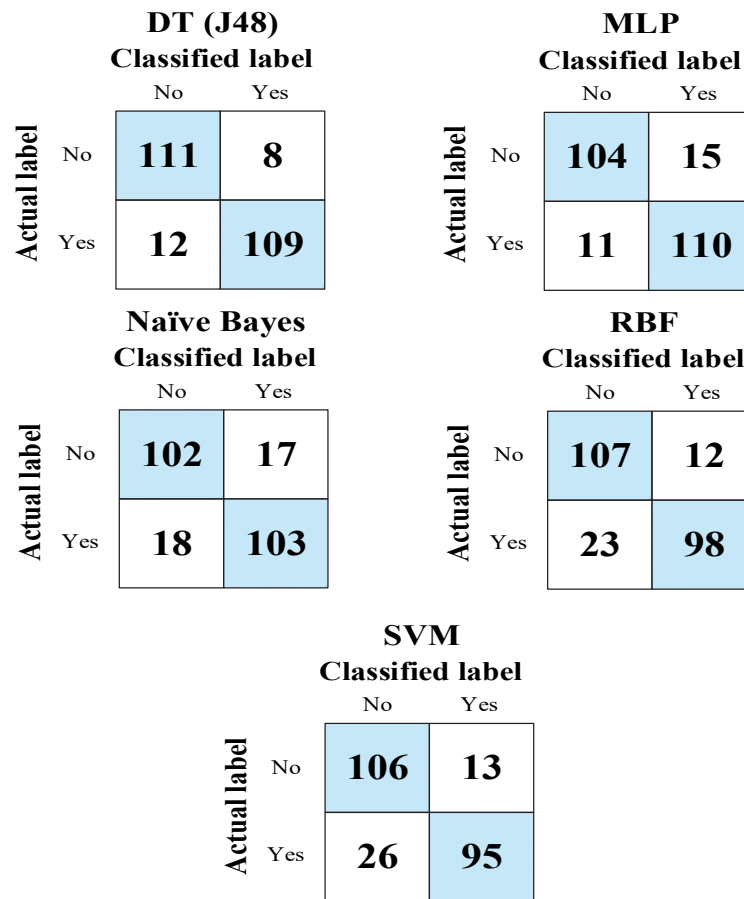 DT (J48)
Classified label
No Yes
Actual label
No 111 8
Yes 12 109
MLP
Classified label
No Yes
Actual label
No 104 15
Yes 11 110
Naïve Bayes
Classified label
No Yes
Actual label
No 102 17
Yes 18 103
RBF
Classified label
No Yes
Actual label
No 107 12
Yes 23 98
SVM
Classified label
No Yes
Actual label
No 106 13
Yes 26 95